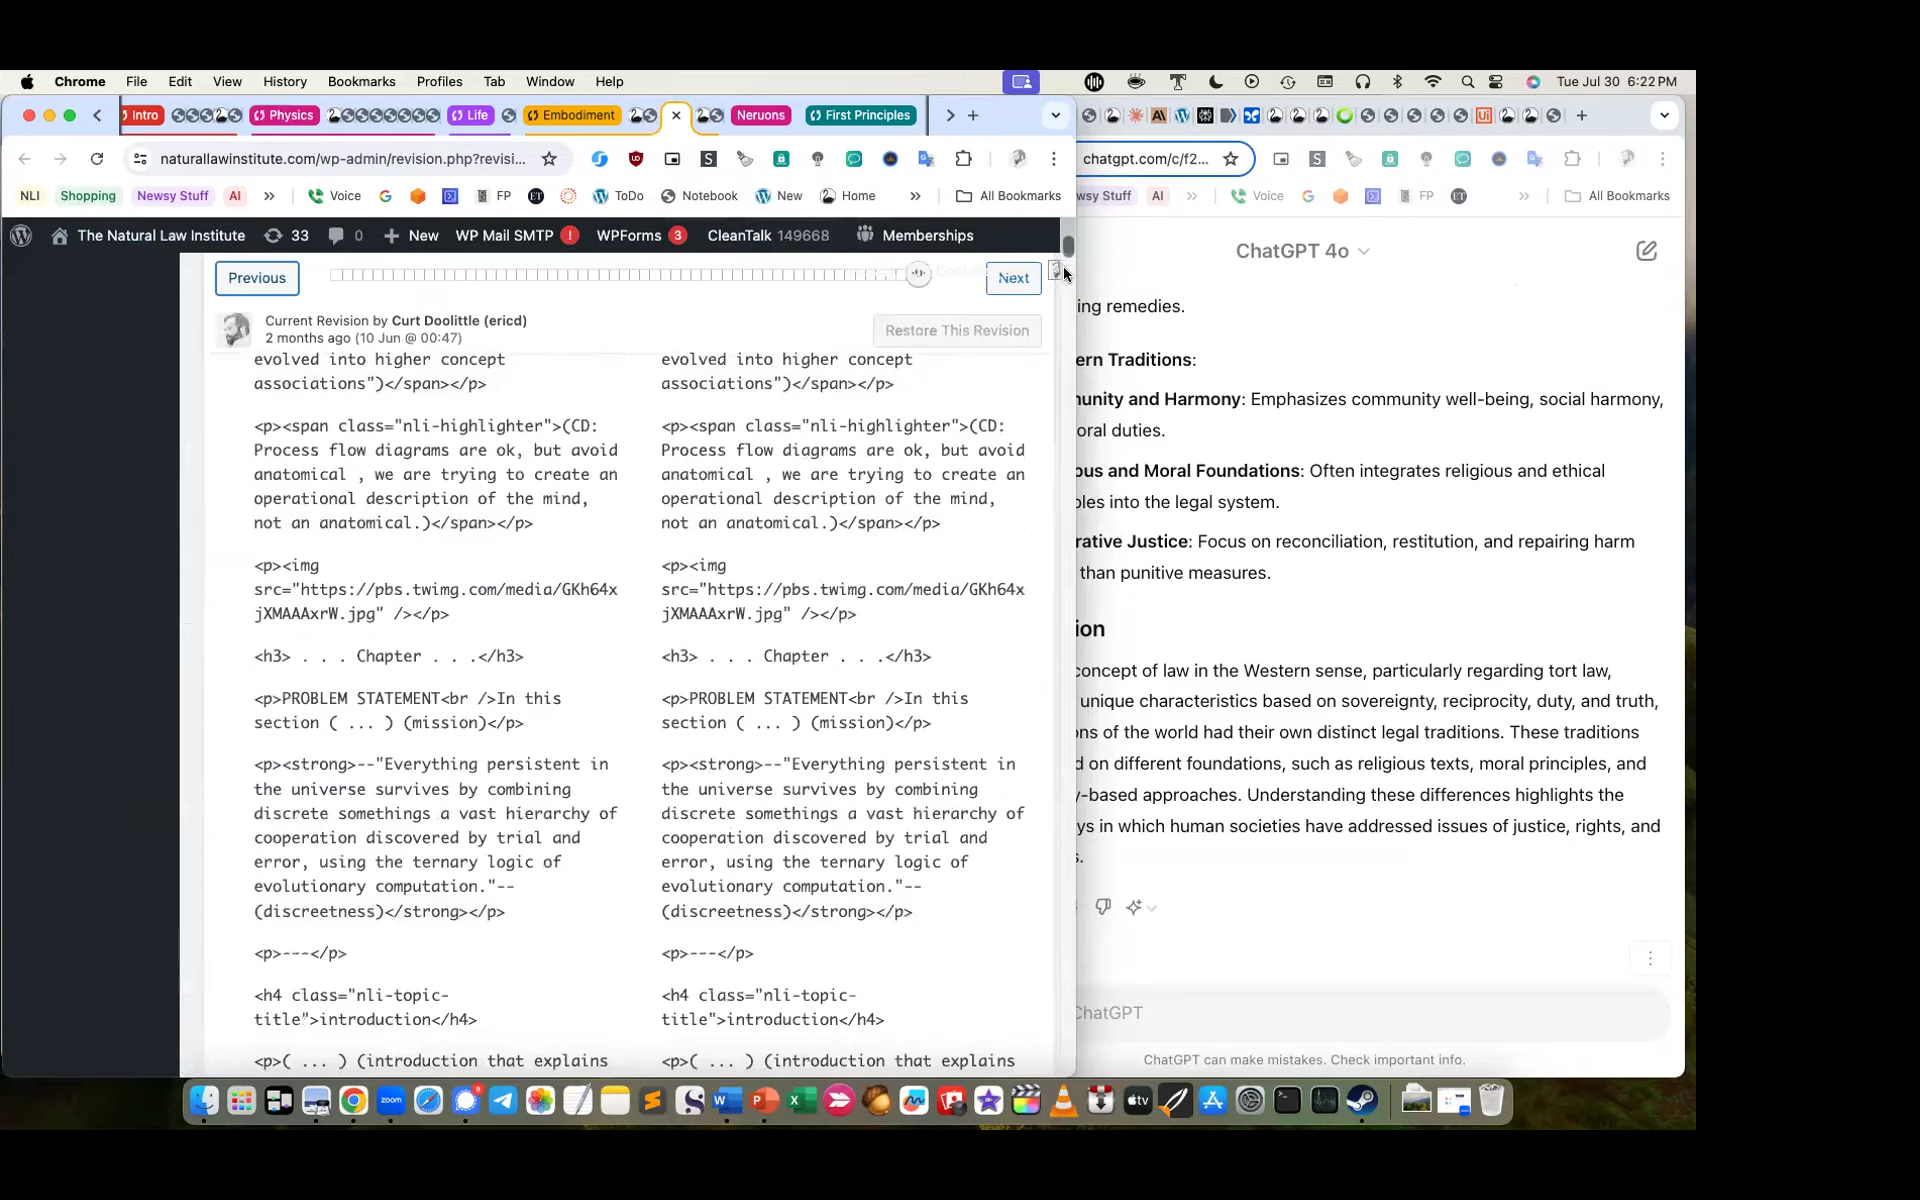 Chrome File Edit View History Bookmarks Profiles Tab Window Help Tue Jul 30 6:22 PM
Intro Physics Life Embodiment Neruons First Principles
naturallawinstitute.com/wp-admin/revision.php?revisi...
NLI Shopping Newsy Stuff AI » Voice FP ToDo Notebook New Home » All Bookmarks
The Natural Law Institute 33 0 New WP Mail SMTP ! WPForms 3 CleanTalk 149668 Memberships
Previous Next
Current Revision by Curt Doolittle (ericd)
2 months ago (10 Jun @ 00:47)
Restore This Revision
evolved into higher concept
associations")</span></p>
<p><span class="nli-highlighter">(CD:
Process flow diagrams are ok, but avoid
anatomical , we are trying to create an
operational description of the mind,
not an anatomical.)</span></p>
<p><img
src="https://pbs.twimg.com/media/GKh64x
jXMAAAxrW.jpg" /></p>
<h3> . . . Chapter . . .</h3>
<p>PROBLEM STATEMENT<br />In this
section ( ... ) (mission)</p>
<p><strong>--"Everything persistent in
the universe survives by combining
discrete somethings a vast hierarchy of
cooperation discovered by trial and
error, using the ternary logic of
evolutionary computation."--
(discreetness)</strong></p>
<p>---</p>
<h4 class="nli-topic-
title">introduction</h4>
<p>( ... ) (introduction that explains
evolved into higher concept
associations")</span></p>
<p><span class="nli-highlighter">(CD:
Process flow diagrams are ok, but avoid
anatomical , we are trying to create an
operational description of the mind,
not an anatomical.)</span></p>
<p><img
src="https://pbs.twimg.com/media/GKh64x
jXMAAAxrW.jpg" /></p>
<h3> . . . Chapter . . .</h3>
<p>PROBLEM STATEMENT<br />In this
section ( ... ) (mission)</p>
<p><strong>--"Everything persistent in
the universe survives by combining
discrete somethings a vast hierarchy of
cooperation discovered by trial and
error, using the ternary logic of
evolutionary computation."--
(discreetness)</strong></p>
<p>---</p>
<h4 class="nli-topic-
title">introduction</h4>
<p>( ... ) (introduction that explains
chatgpt.com/c/f2...
wsy Stuff AI » Voice FP » All Bookmarks
ChatGPT 4o
ing remedies.
ern Traditions:
munity and Harmony: Emphasizes community well-being, social harmony,
oral duties.
ous and Moral Foundations: Often integrates religious and ethical
ples into the legal system.
rative Justice: Focus on reconciliation, restitution, and repairing harm
than punitive measures.
ion
concept of law in the Western sense, particularly regarding tort law,
unique characteristics based on sovereignty, reciprocity, duty, and truth,
ons of the world had their own distinct legal traditions. These traditions
d on different foundations, such as religious texts, moral principles, and
y-based approaches. Understanding these differences highlights the
ys in which human societies have addressed issues of justice, rights, and
s.
ChatGPT
ChatGPT can make mistakes. Check important info.
zoom
tv